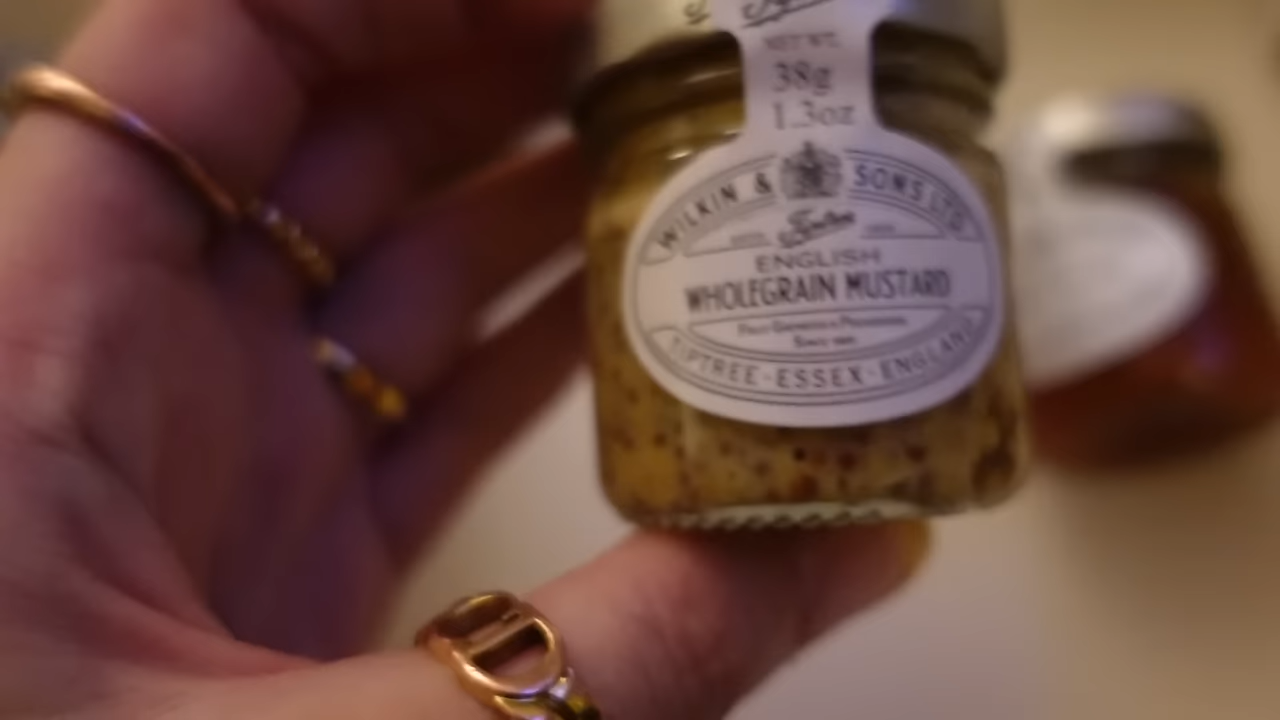 NET WT.
38g
1.3oz
WILKIN & SONS LTD
Tiptree
ENGLISH
WHOLEGRAIN MUSTARD
TIPTREE · ESSEX · ENGLAND